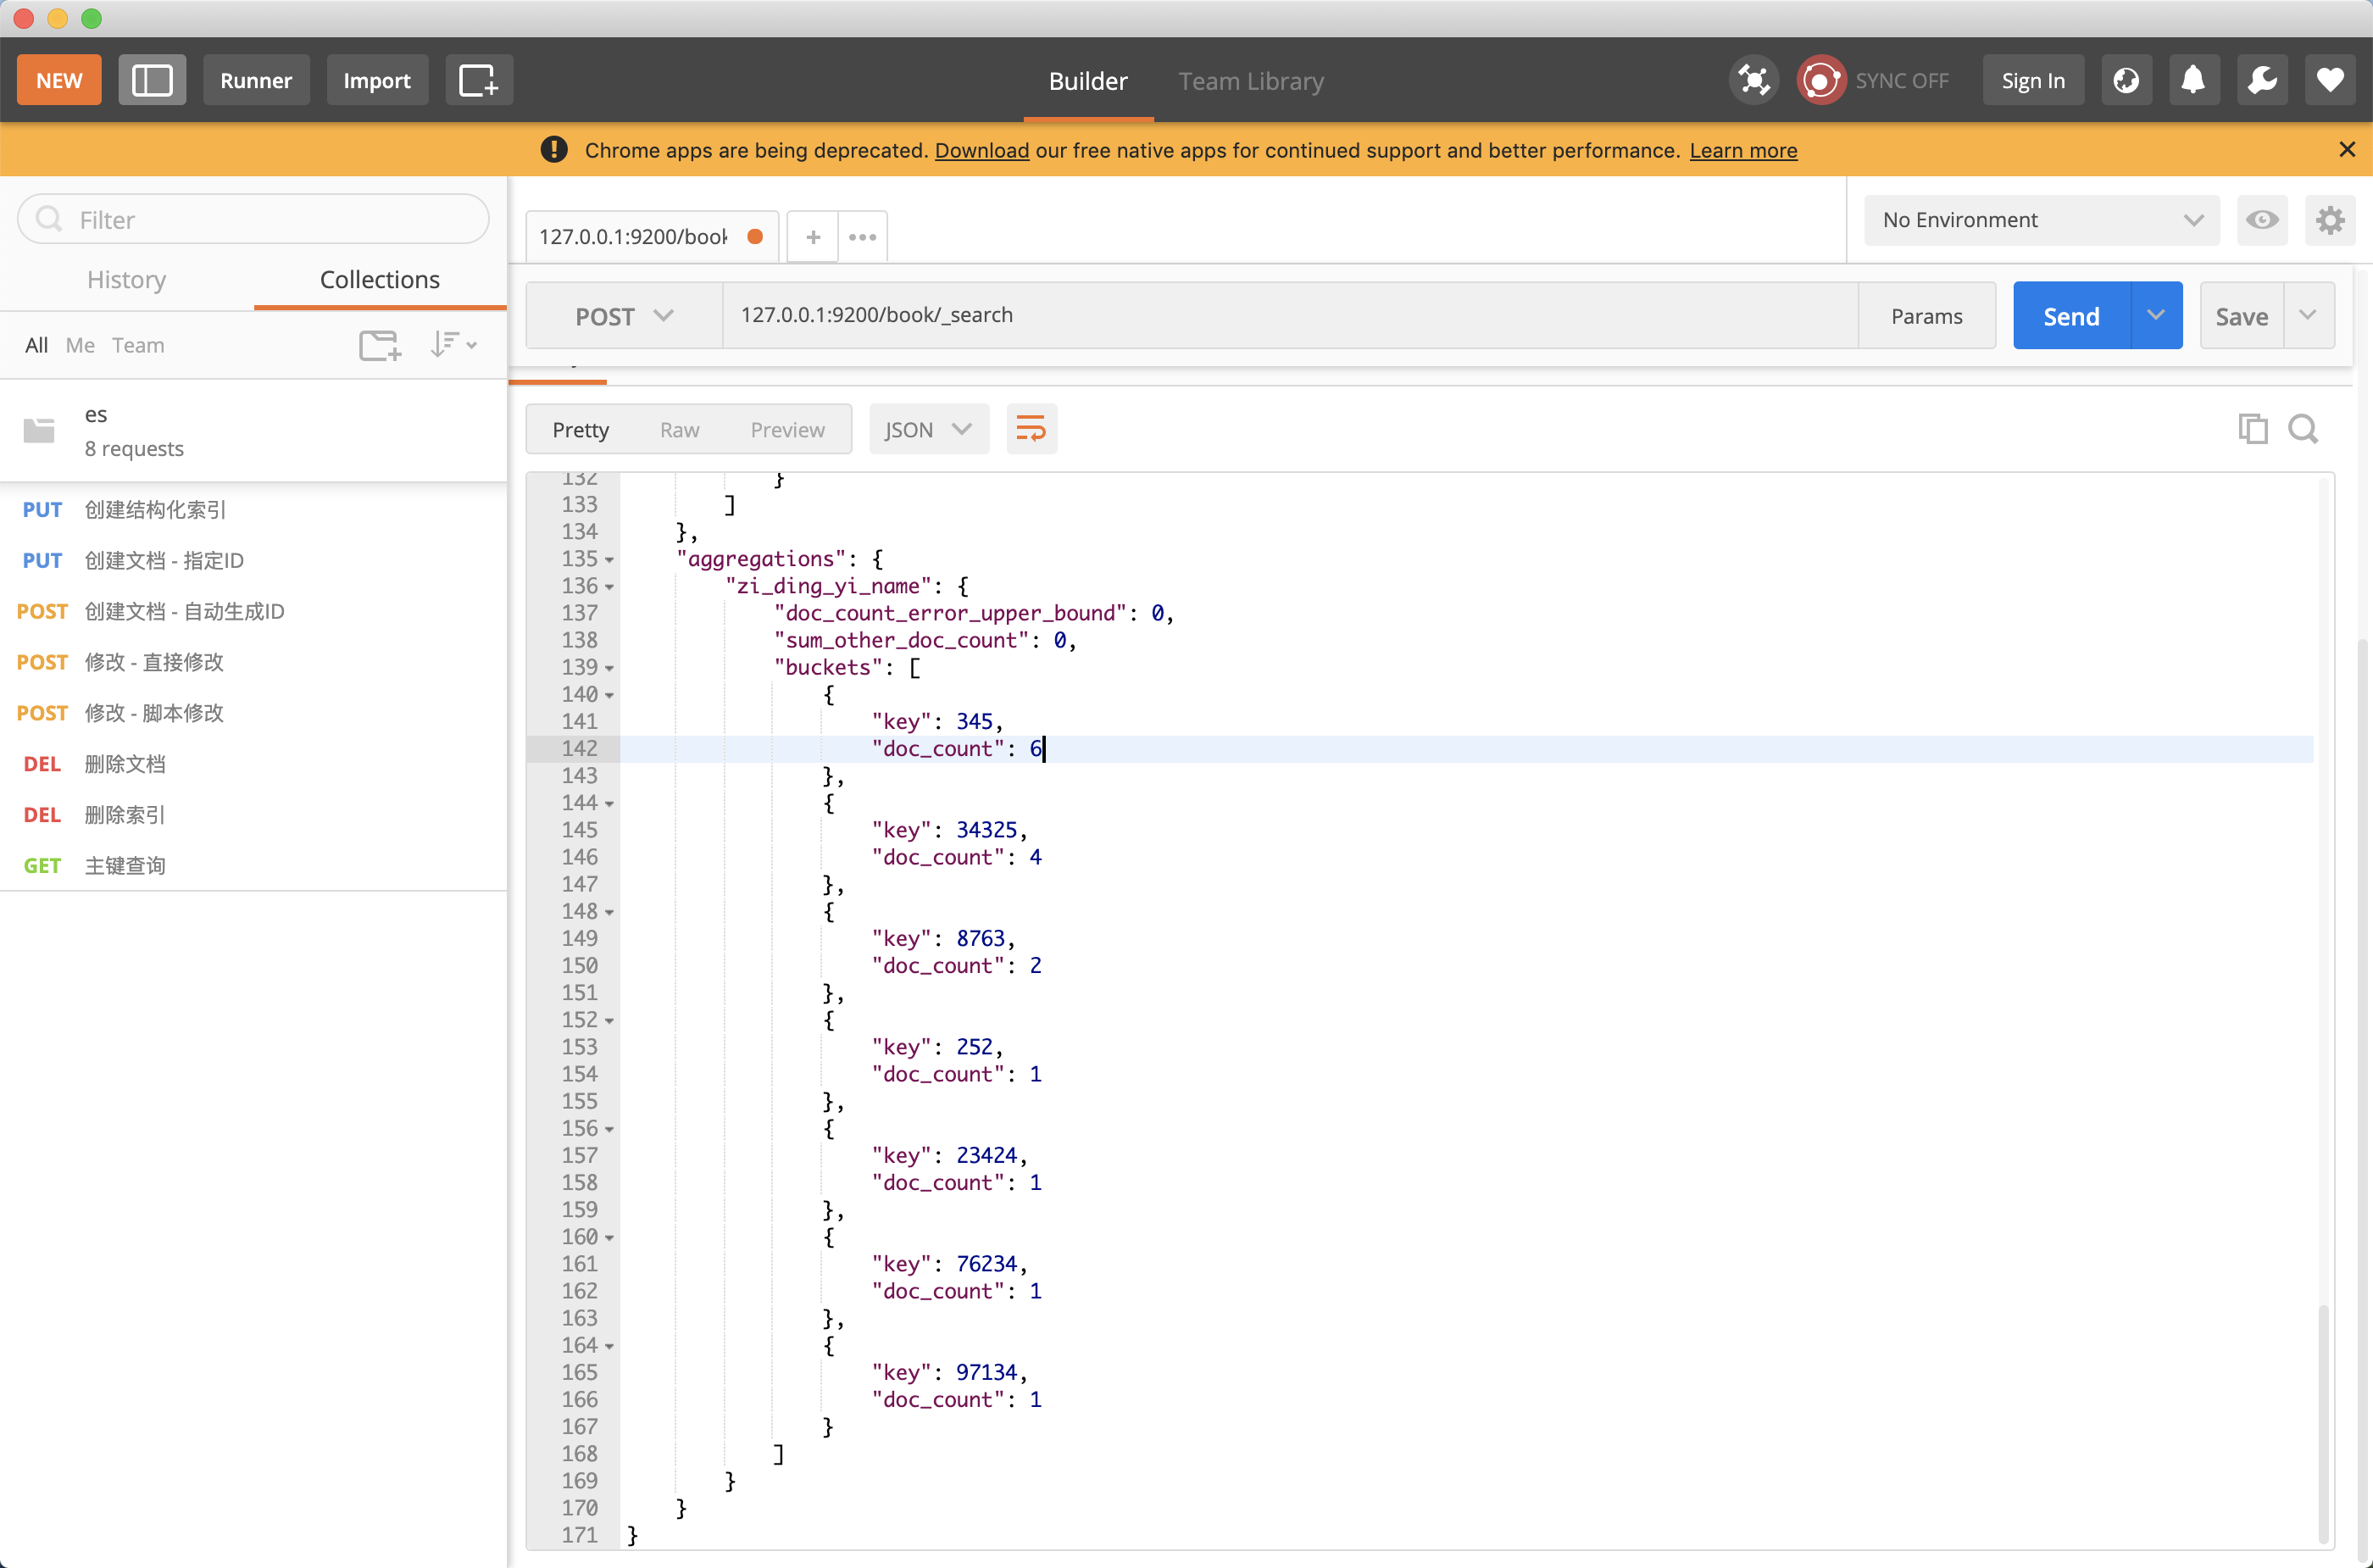 NEW
Runner
Import
Builder
Team Library
SYNC OFF
Sign In
Chrome apps are being deprecated. Download our free native apps for continued support and better performance. Learn more
Filter
History
Collections
All Me Team
es
8 requests
PUT 创建结构化索引
PUT 创建文档 - 指定ID
POST 创建文档 - 自动生成ID
POST 修改 - 直接修改
POST 修改 - 脚本修改
DEL 删除文档
DEL 删除索引
GET 主键查询
127.0.0.1:9200/book
No Environment
POST
127.0.0.1:9200/book/_search
Params
Send
Save
Pretty
Raw
Preview
JSON
132 }
133 ]
134 },
135 "aggregations": {
136 "zi_ding_yi_name": {
137 "doc_count_error_upper_bound": 0,
138 "sum_other_doc_count": 0,
139 "buckets": [
140 {
141 "key": 345,
142 "doc_count": 6
143 },
144 {
145 "key": 34325,
146 "doc_count": 4
147 },
148 {
149 "key": 8763,
150 "doc_count": 2
151 },
152 {
153 "key": 252,
154 "doc_count": 1
155 },
156 {
157 "key": 23424,
158 "doc_count": 1
159 },
160 {
161 "key": 76234,
162 "doc_count": 1
163 },
164 {
165 "key": 97134,
166 "doc_count": 1
167 }
168 ]
169 }
170 }
171 }